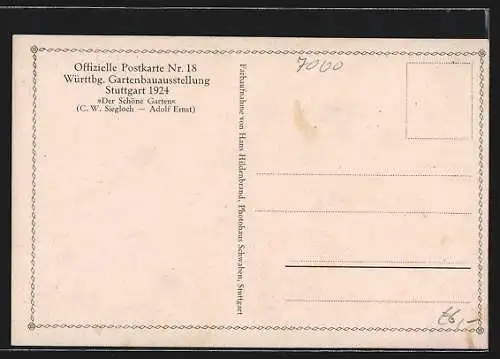 Offizielle Postkarte Nr. 18
Württbg. Gartenbauausstellung
Stuttgart 1924
»Der Schöne Garten«
(C. W. Siegloch — Adolf Ernst)
Farbaufnahme von Hans Hildenbrand, Photohaus Schwaben, Stuttgart
7000